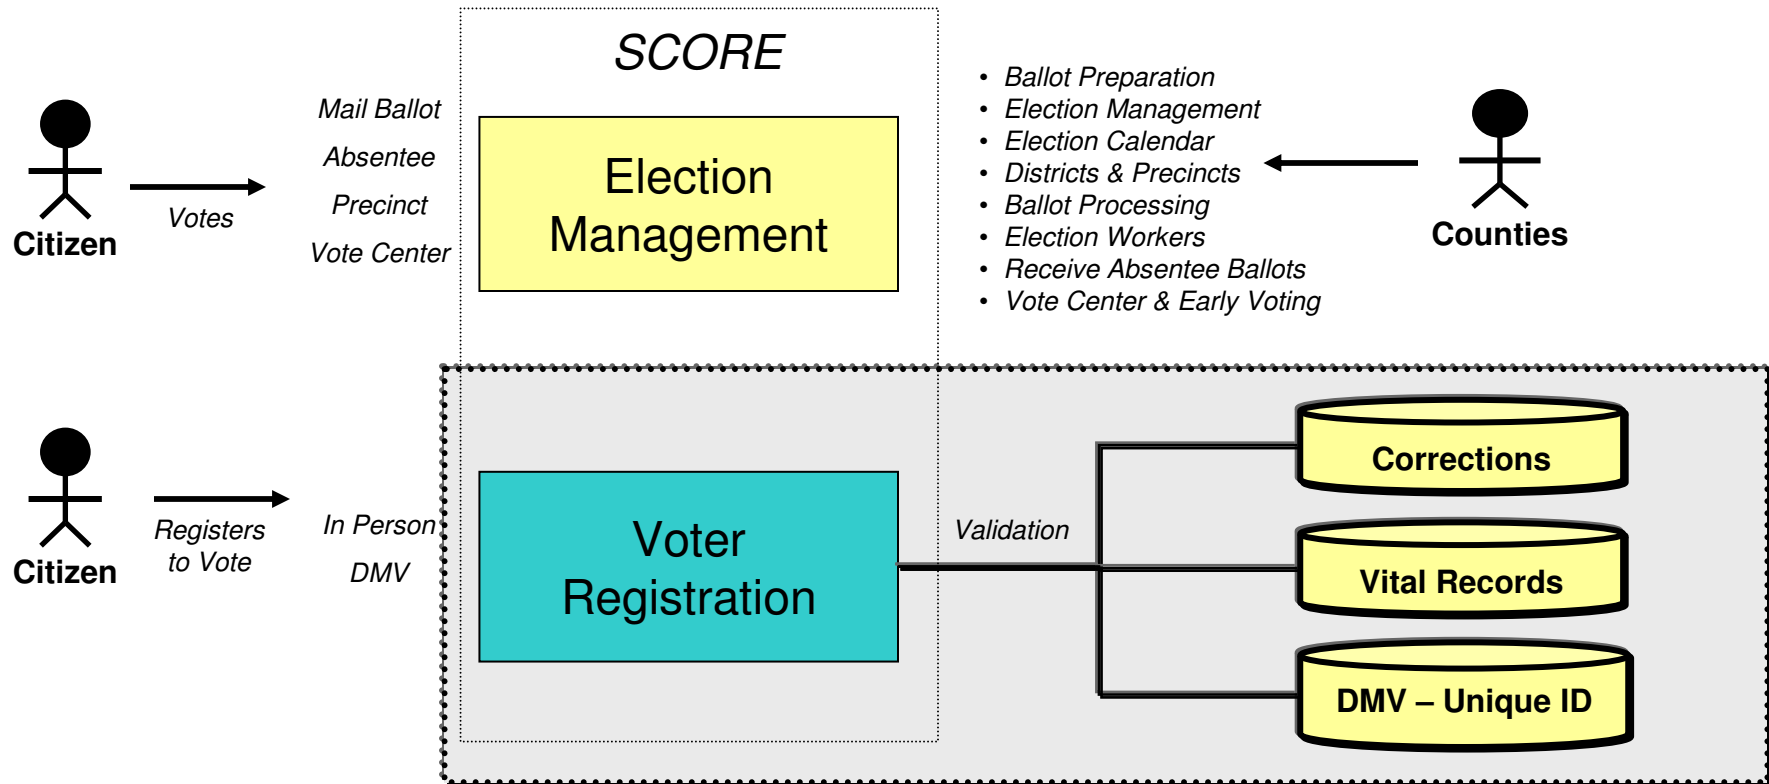 SCORE
Citizen
Votes
Mail Ballot
Absentee
Precinct
Vote Center
Election
Management
• Ballot Preparation
• Election Management
• Election Calendar
• Districts & Precincts
• Ballot Processing
• Election Workers
• Receive Absentee Ballots
• Vote Center & Early Voting
Counties
Citizen
Registers
to Vote
In Person
DMV
Voter
Registration
Validation
Corrections
Vital Records
DMV – Unique ID